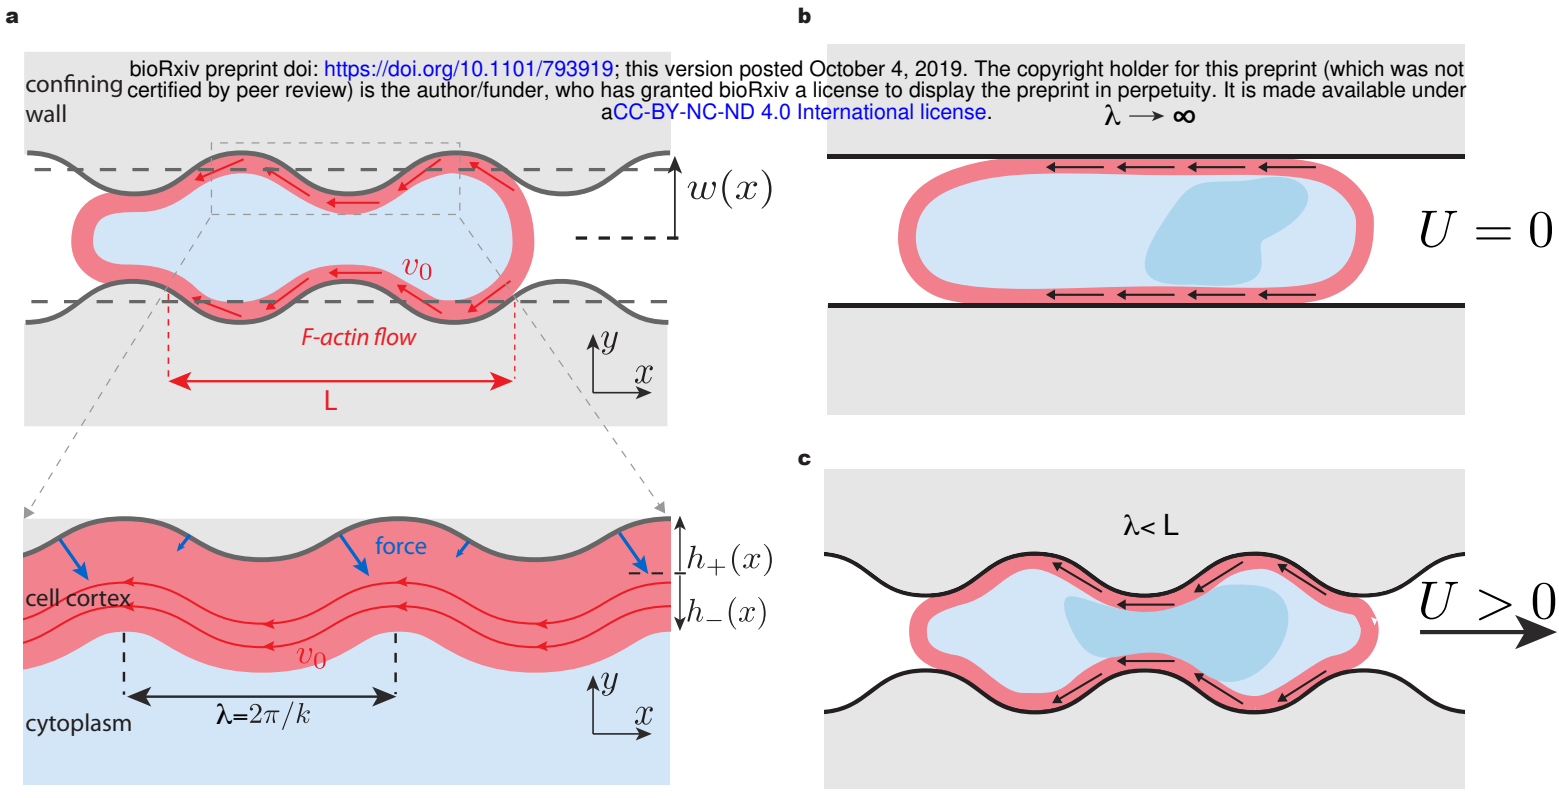 a
b
bioRxiv preprint doi: https://doi.org/10.1101/793919; this version posted October 4, 2019. The copyright holder for this preprint (which was not
certified by peer review) is the author/funder, who has granted bioRxiv a license to display the preprint in perpetuity. It is made available under
aCC-BY-NC-ND 4.0 International license.
confining
wall
λ → ∞
w(x)
v₀
F-actin flow
y
x
L
U = 0
c
force
h₊(x)
cell cortex
h₋(x)
v₀
λ=2π/k
cytoplasm
y
x
λ< L
U > 0